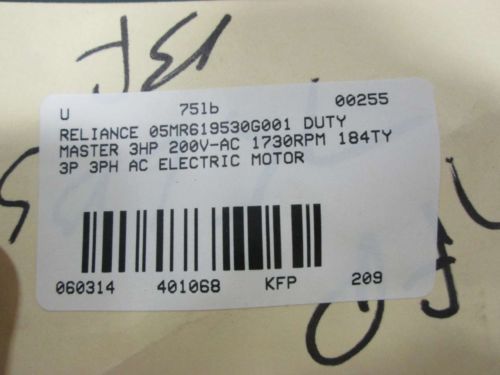 U 751b 00255
RELIANCE 05MR619530G001 DUTY
MASTER 3HP 200V-AC 1730RPM 184TY
3P 3PH AC ELECTRIC MOTOR
060314 401068 KFP 209